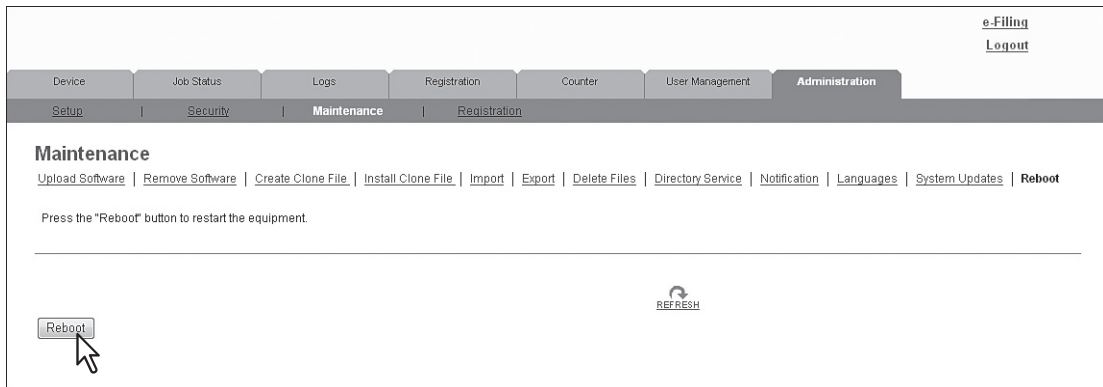 e-Filing
Logout
Device Job Status Logs Registration Counter User Management Administration
Setup | Security | Maintenance | Registration
Maintenance
Upload Software | Remove Software | Create Clone File | Install Clone File | Import | Export | Delete Files | Directory Service | Notification | Languages | System Updates | Reboot
Press the "Reboot" button to restart the equipment.
REFRESH
Reboot